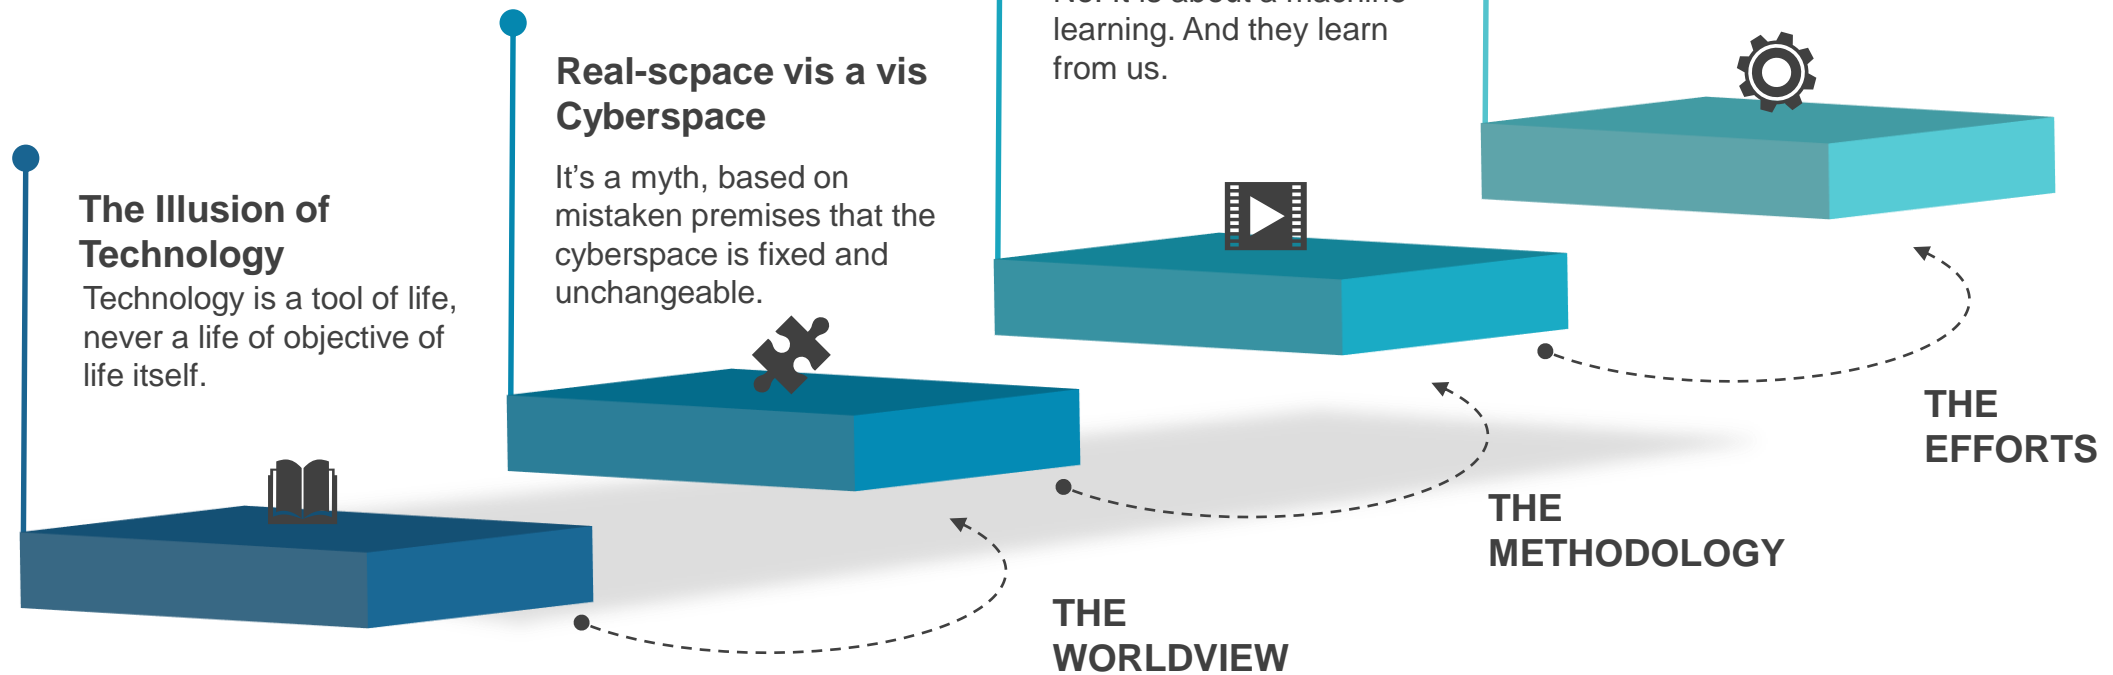 The Illusion of
Technology
Technology is a tool of life,
never a life of objective of
life itself.
Real-scpace vis a vis
Cyberspace
It’s a myth, based on
mistaken premises that the
cyberspace is fixed and
unchangeable.
learning. And they learn
from us.
THE
WORLDVIEW
THE
METHODOLOGY
THE
EFFORTS